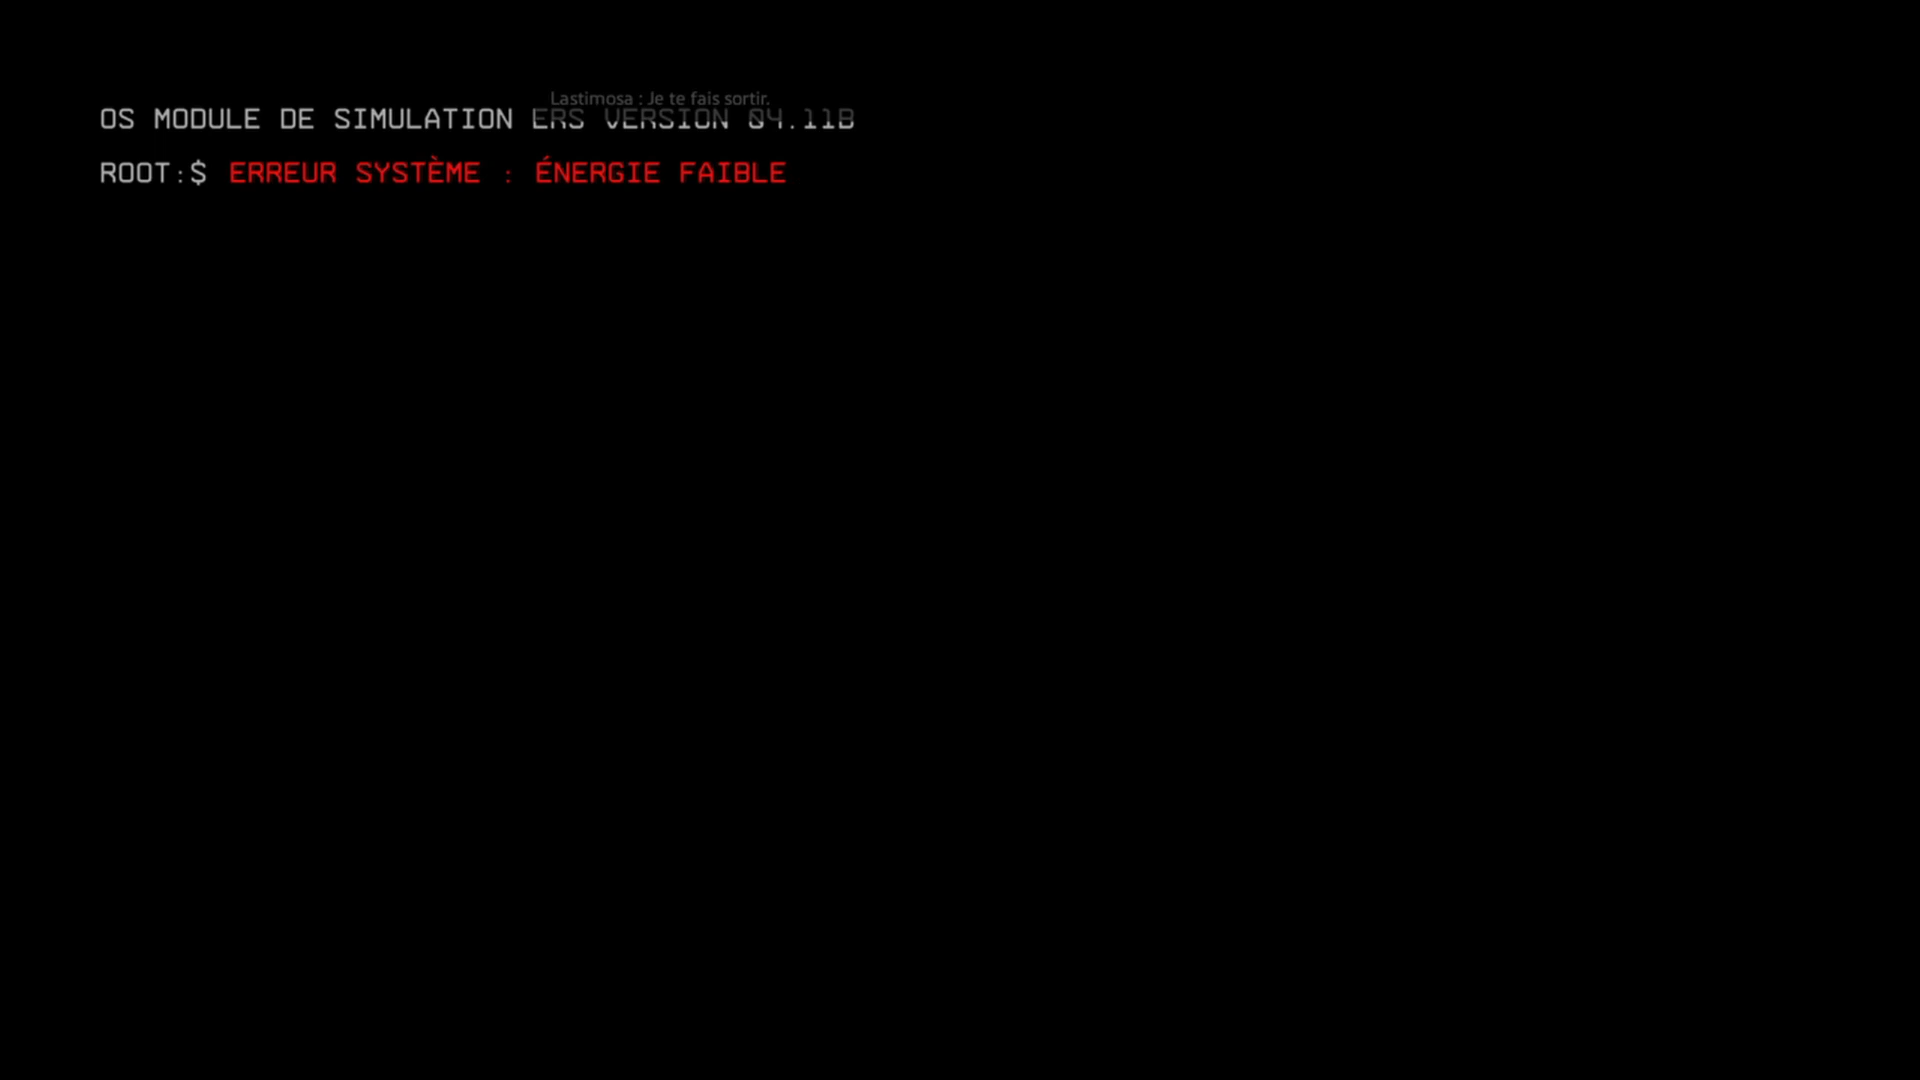 Lastimosa : Je te fais sortir.
OS MODULE DE SIMULATION ERS VERSION 04.11B
ROOT:$ ERREUR SYSTÈME : ÉNERGIE FAIBLE